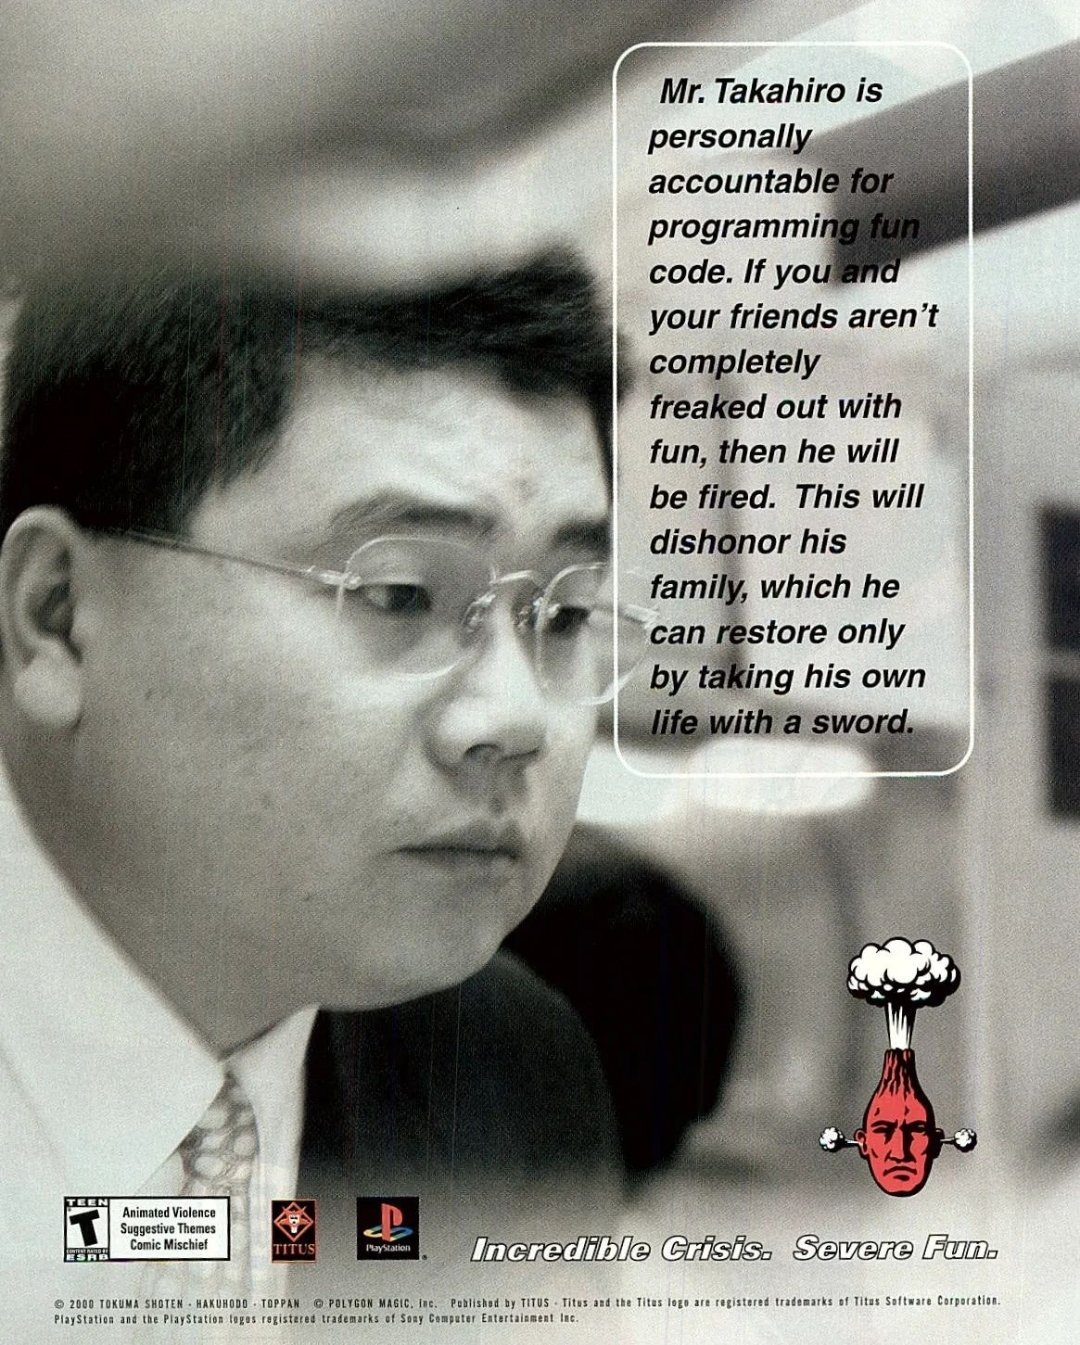 Mr. Takahiro is
personally
accountable for
programming fun
code. If you and
your friends aren't
completely
freaked out with
fun, then he will
be fired. This will
dishonor his
family, which he
can restore only
by taking his own
life with a sword.
TEEN
T
CONTENT RATED BY
ESRB
Animated Violence
Suggestive Themes
Comic Mischief
TITUS
PlayStation
Incredible Crisis. Severe Fun.
© 2000 TOKUMA SHOTEN · HAKUHODO · TOPPAN © POLYGON MAGIC, Inc. Published by TITUS · Titus and the Titus logo are registered trademarks of Titus Software Corporation.
PlayStation and the PlayStation logos registered trademarks of Sony Computer Entertainment Inc.